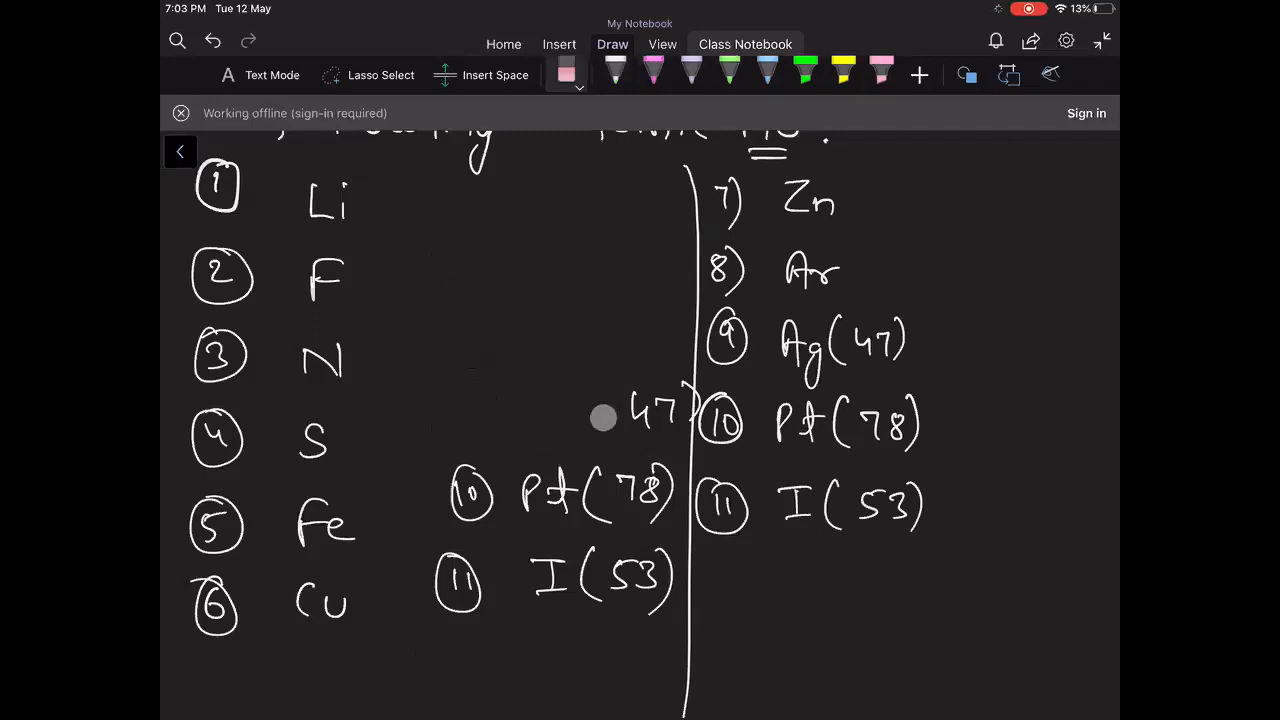 7:03 PM Tue 12 May
13%
My Notebook
Home Insert Draw View Class Notebook
A Text Mode Lasso Select Insert Space
Working offline (sign-in required) Sign in
1 Li
2 F
3 N
4 S
5 Fe
6 Cu
47)
10 Pt(78)
11 I(53)
7) Zn
8) Ar
9 Ag(47)
10 Pt(78)
11 I(53)